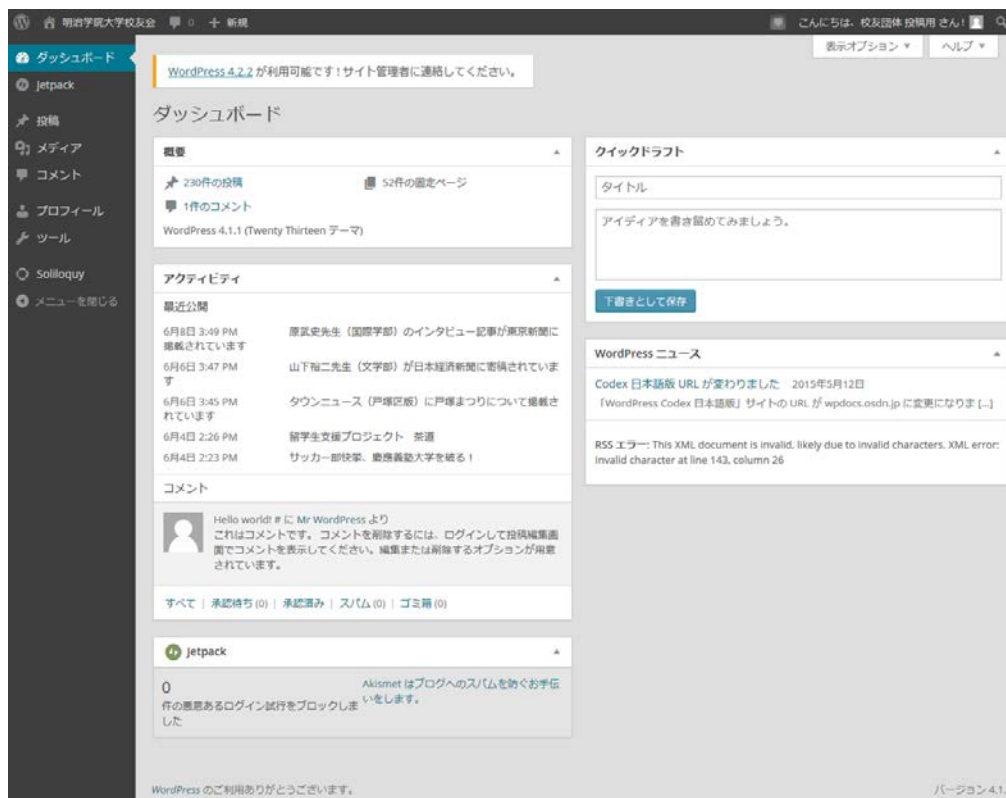 明治学院大学校友会 0 + 新規
こんにちは、校友団体 投稿用 さん!
ダッシュボード
Jetpack
投稿
メディア
コメント
プロフィール
ツール
Soliloquy
メニューを閉じる
表示オプション ▼ ヘルプ ▼
WordPress 4.2.2 が利用可能です ! サイト管理者に連絡してください。
ダッシュボード
概要
230件の投稿 52件の固定ページ
1件のコメント
WordPress 4.1.1 (Twenty Thirteen テーマ)
アクティビティ
最近公開
6月8日 3:49 PM 原武史先生(国際学部)のインタビュー記事が東京新聞に
掲載されています
6月6日 3:47 PM 山下裕二先生(文学部)が日本経済新聞に寄稿されていま
す
6月6日 3:45 PM タウンニュース(戸塚区版)に戸塚まつりについて掲載さ
れています
6月4日 2:26 PM 留学生支援プロジェクト 茶道
6月4日 2:23 PM サッカー部快挙、慶應義塾大学を破る!
コメント
Hello world! # に Mr WordPress より
これはコメントです。 コメントを削除するには、ログインして投稿編集画
面でコメントを表示してください。編集または削除するオプションが用意
されています。
すべて | 承認待ち (0) | 承認済み | スパム (0) | ゴミ箱 (0)
Jetpack
0
件の悪意あるログイン試行をブロックしま
した
Akismet はブログへのスパムを防ぐお手伝
いをします。
クイックドラフト
タイトル
アイディアを書き留めてみましょう。
下書きとして保存
WordPress ニュース
Codex 日本語版 URL が変わりました 2015年5月12日
「WordPress Codex 日本語版」サイトの URL が wpdocs.osdn.jp に変更になりま [...]
RSS エラー: This XML document is invalid, likely due to invalid characters. XML error:
Invalid character at line 143, column 26
WordPress のご利用ありがとうございます。
バージョン 4.1